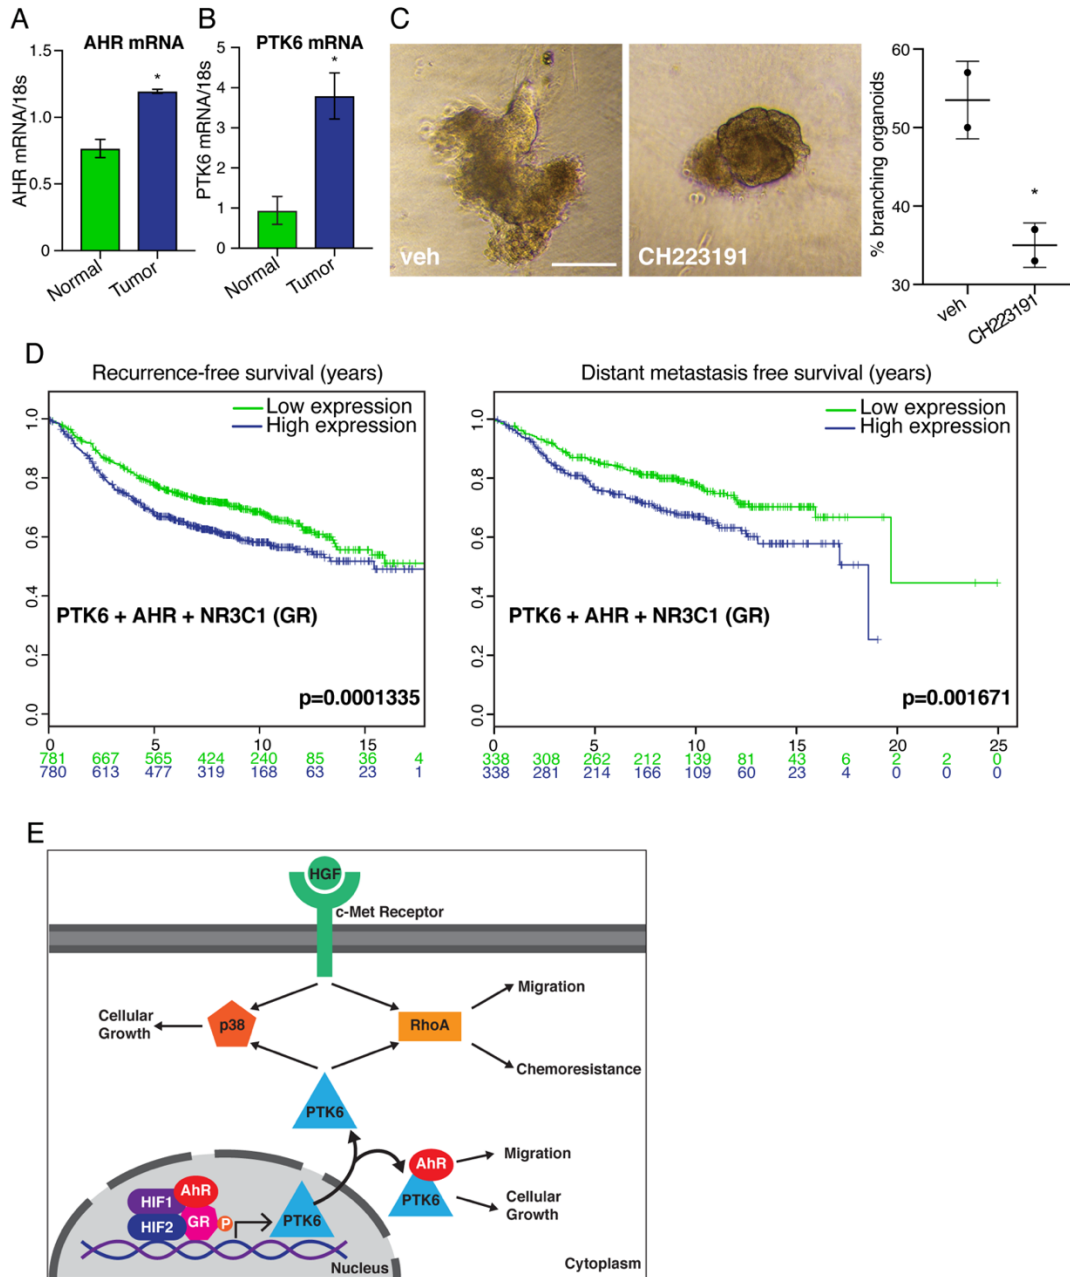 A
AHR mRNA
AHR mRNA/18s
1.5
1.0
0.5
0
Normal
Tumor
*
B
PTK6 mRNA
PTK6 mRNA/18s
5
4
3
2
1
0
Normal
Tumor
*
C
veh
CH223191
% branching organoids
60
50
40
30
veh
CH223191
*
D
Recurrence-free survival (years)
Low expression
High expression
1.0
0.8
0.6
0.4
0.2
0.0
PTK6 + AHR + NR3C1 (GR)
p=0.0001335
0 5 10 15
781 667 565 424 240 85 36 4
780 613 477 319 168 63 23 1
Distant metastasis free survival (years)
Low expression
High expression
1.0
0.8
0.6
0.4
0.2
0.0
PTK6 + AHR + NR3C1 (GR)
p=0.001671
0 5 10 15 20 25
338 308 262 212 139 81 43 6 2 2 0
338 281 214 166 109 60 23 4 0 0 0
E
HGF
c-Met Receptor
Cellular
Growth
p38
RhoA
Migration
Chemoresistance
PTK6
AhR
PTK6
Migration
Cellular
Growth
HIF1
AhR
HIF2
GR
P
PTK6
Nucleus
Cytoplasm